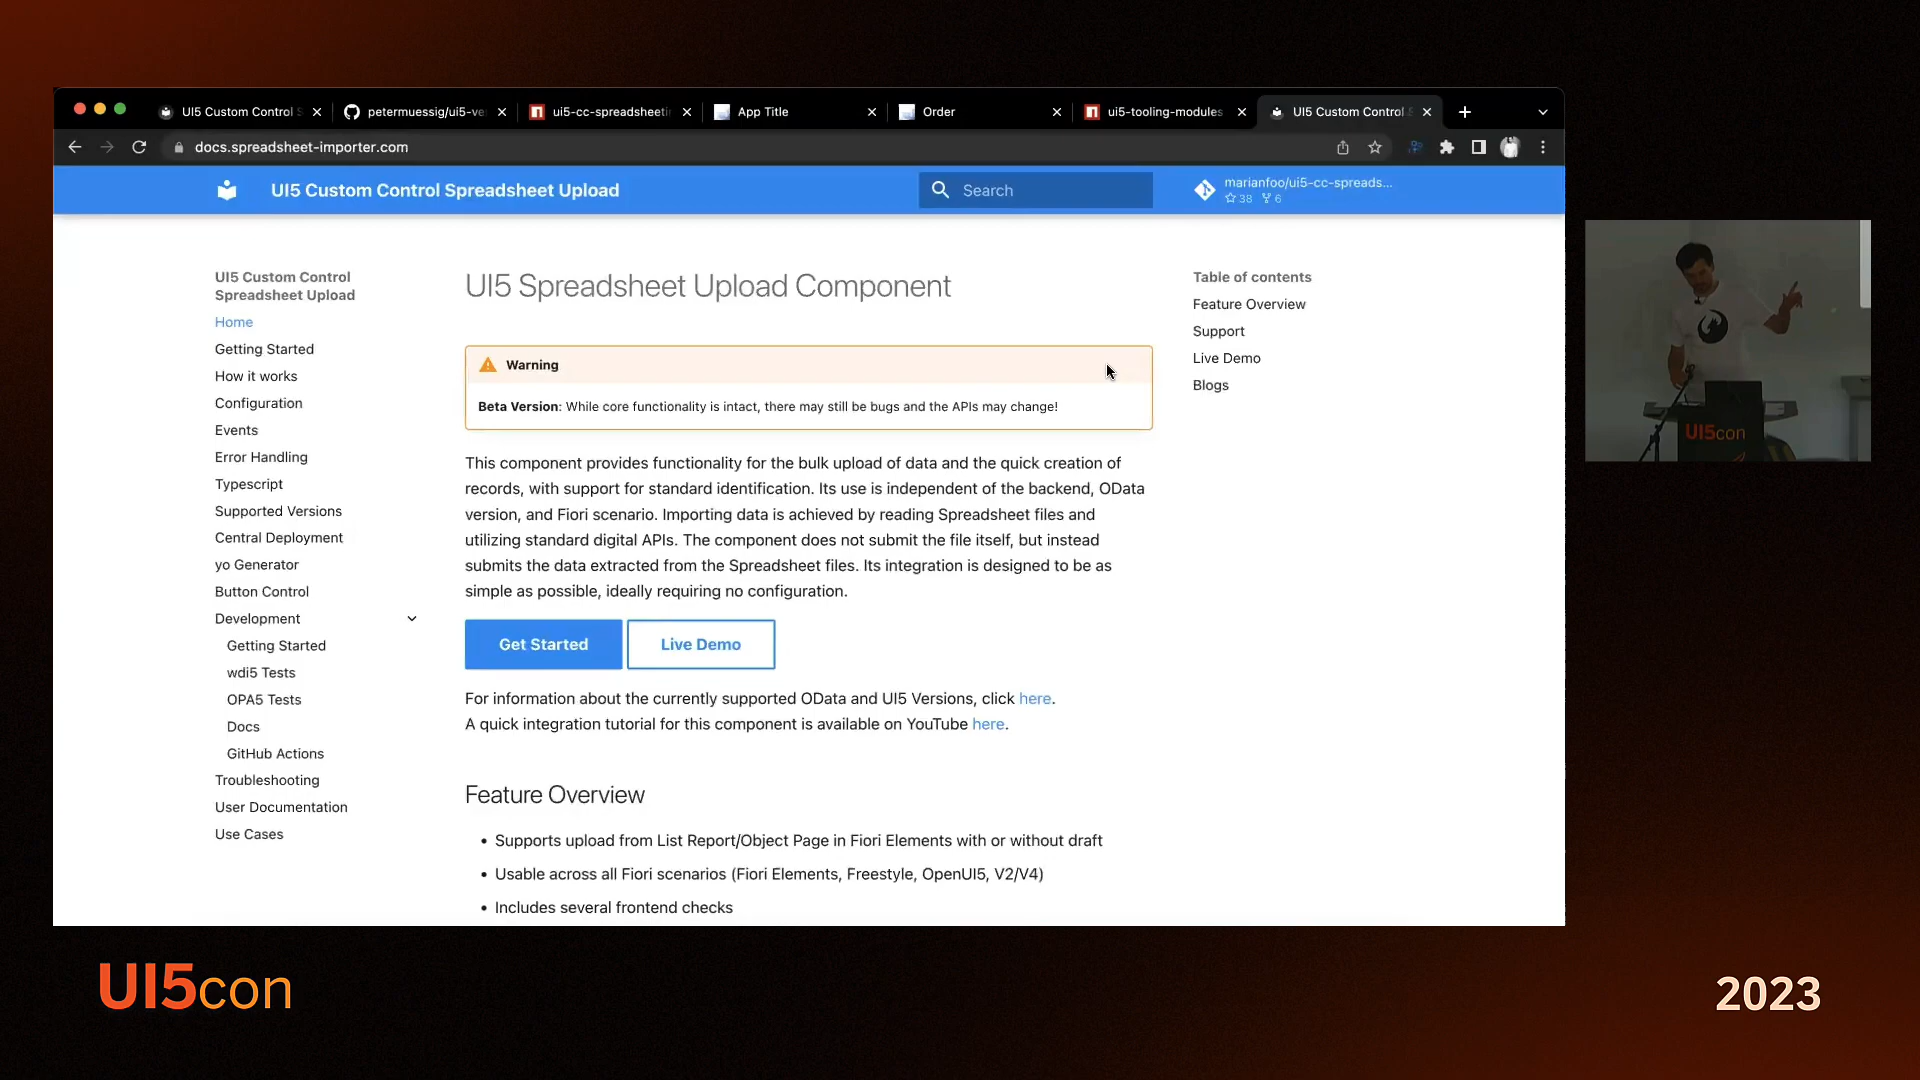 UI5 Custom Control S
petermuessig/ui5-ve
ui5-cc-spreadsheeti
App Title
Order
ui5-tooling-modules
UI5 Custom Control S
docs.spreadsheet-importer.com
UI5 Custom Control Spreadsheet Upload
Search
marianfoo/ui5-cc-spreads...
38 6
UI5 Custom Control
Spreadsheet Upload
Home
Getting Started
How it works
Configuration
Events
Error Handling
Typescript
Supported Versions
Central Deployment
yo Generator
Button Control
Development
Getting Started
wdi5 Tests
OPA5 Tests
Docs
GitHub Actions
Troubleshooting
User Documentation
Use Cases
UI5 Spreadsheet Upload Component
Warning
Beta Version: While core functionality is intact, there may still be bugs and the APIs may change!
This component provides functionality for the bulk upload of data and the quick creation of
records, with support for standard identification. Its use is independent of the backend, OData
version, and Fiori scenario. Importing data is achieved by reading Spreadsheet files and
utilizing standard digital APIs. The component does not submit the file itself, but instead
submits the data extracted from the Spreadsheet files. Its integration is designed to be as
simple as possible, ideally requiring no configuration.
Get Started
Live Demo
For information about the currently supported OData and UI5 Versions, click here.
A quick integration tutorial for this component is available on YouTube here.
Feature Overview
• Supports upload from List Report/Object Page in Fiori Elements with or without draft
• Usable across all Fiori scenarios (Fiori Elements, Freestyle, OpenUI5, V2/V4)
• Includes several frontend checks
Table of contents
Feature Overview
Support
Live Demo
Blogs
UI5con
UI5con
2023